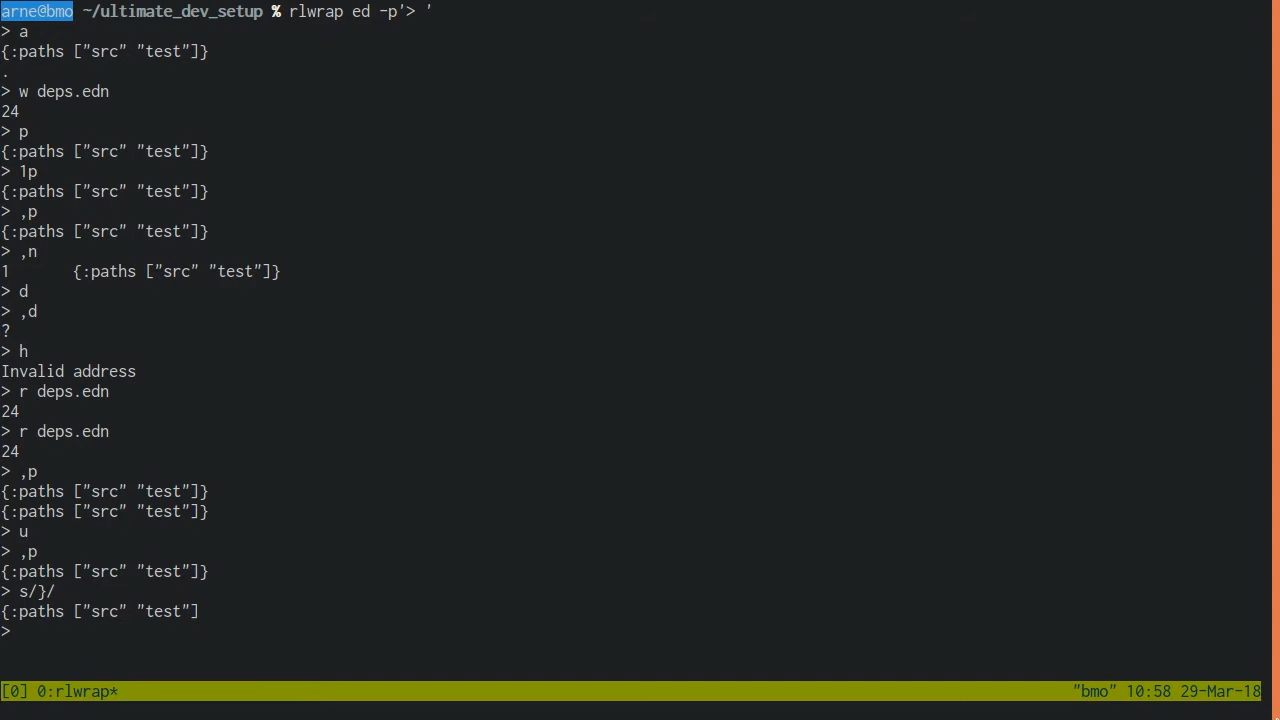 arne@bmo ~/ultimate_dev_setup % rlwrap ed -p'> '
> a
{:paths ["src" "test"]}
.
> w deps.edn
24
> p
{:paths ["src" "test"]}
> 1p
{:paths ["src" "test"]}
> ,p
{:paths ["src" "test"]}
> ,n
1       {:paths ["src" "test"]}
> d
> ,d
?
> h
Invalid address
> r deps.edn
24
> r deps.edn
24
> ,p
{:paths ["src" "test"]}
{:paths ["src" "test"]}
> u
> ,p
{:paths ["src" "test"]}
> s/}/
{:paths ["src" "test"]
>
[0] 0:rlwrap* "bmo" 10:58 29-Mar-18